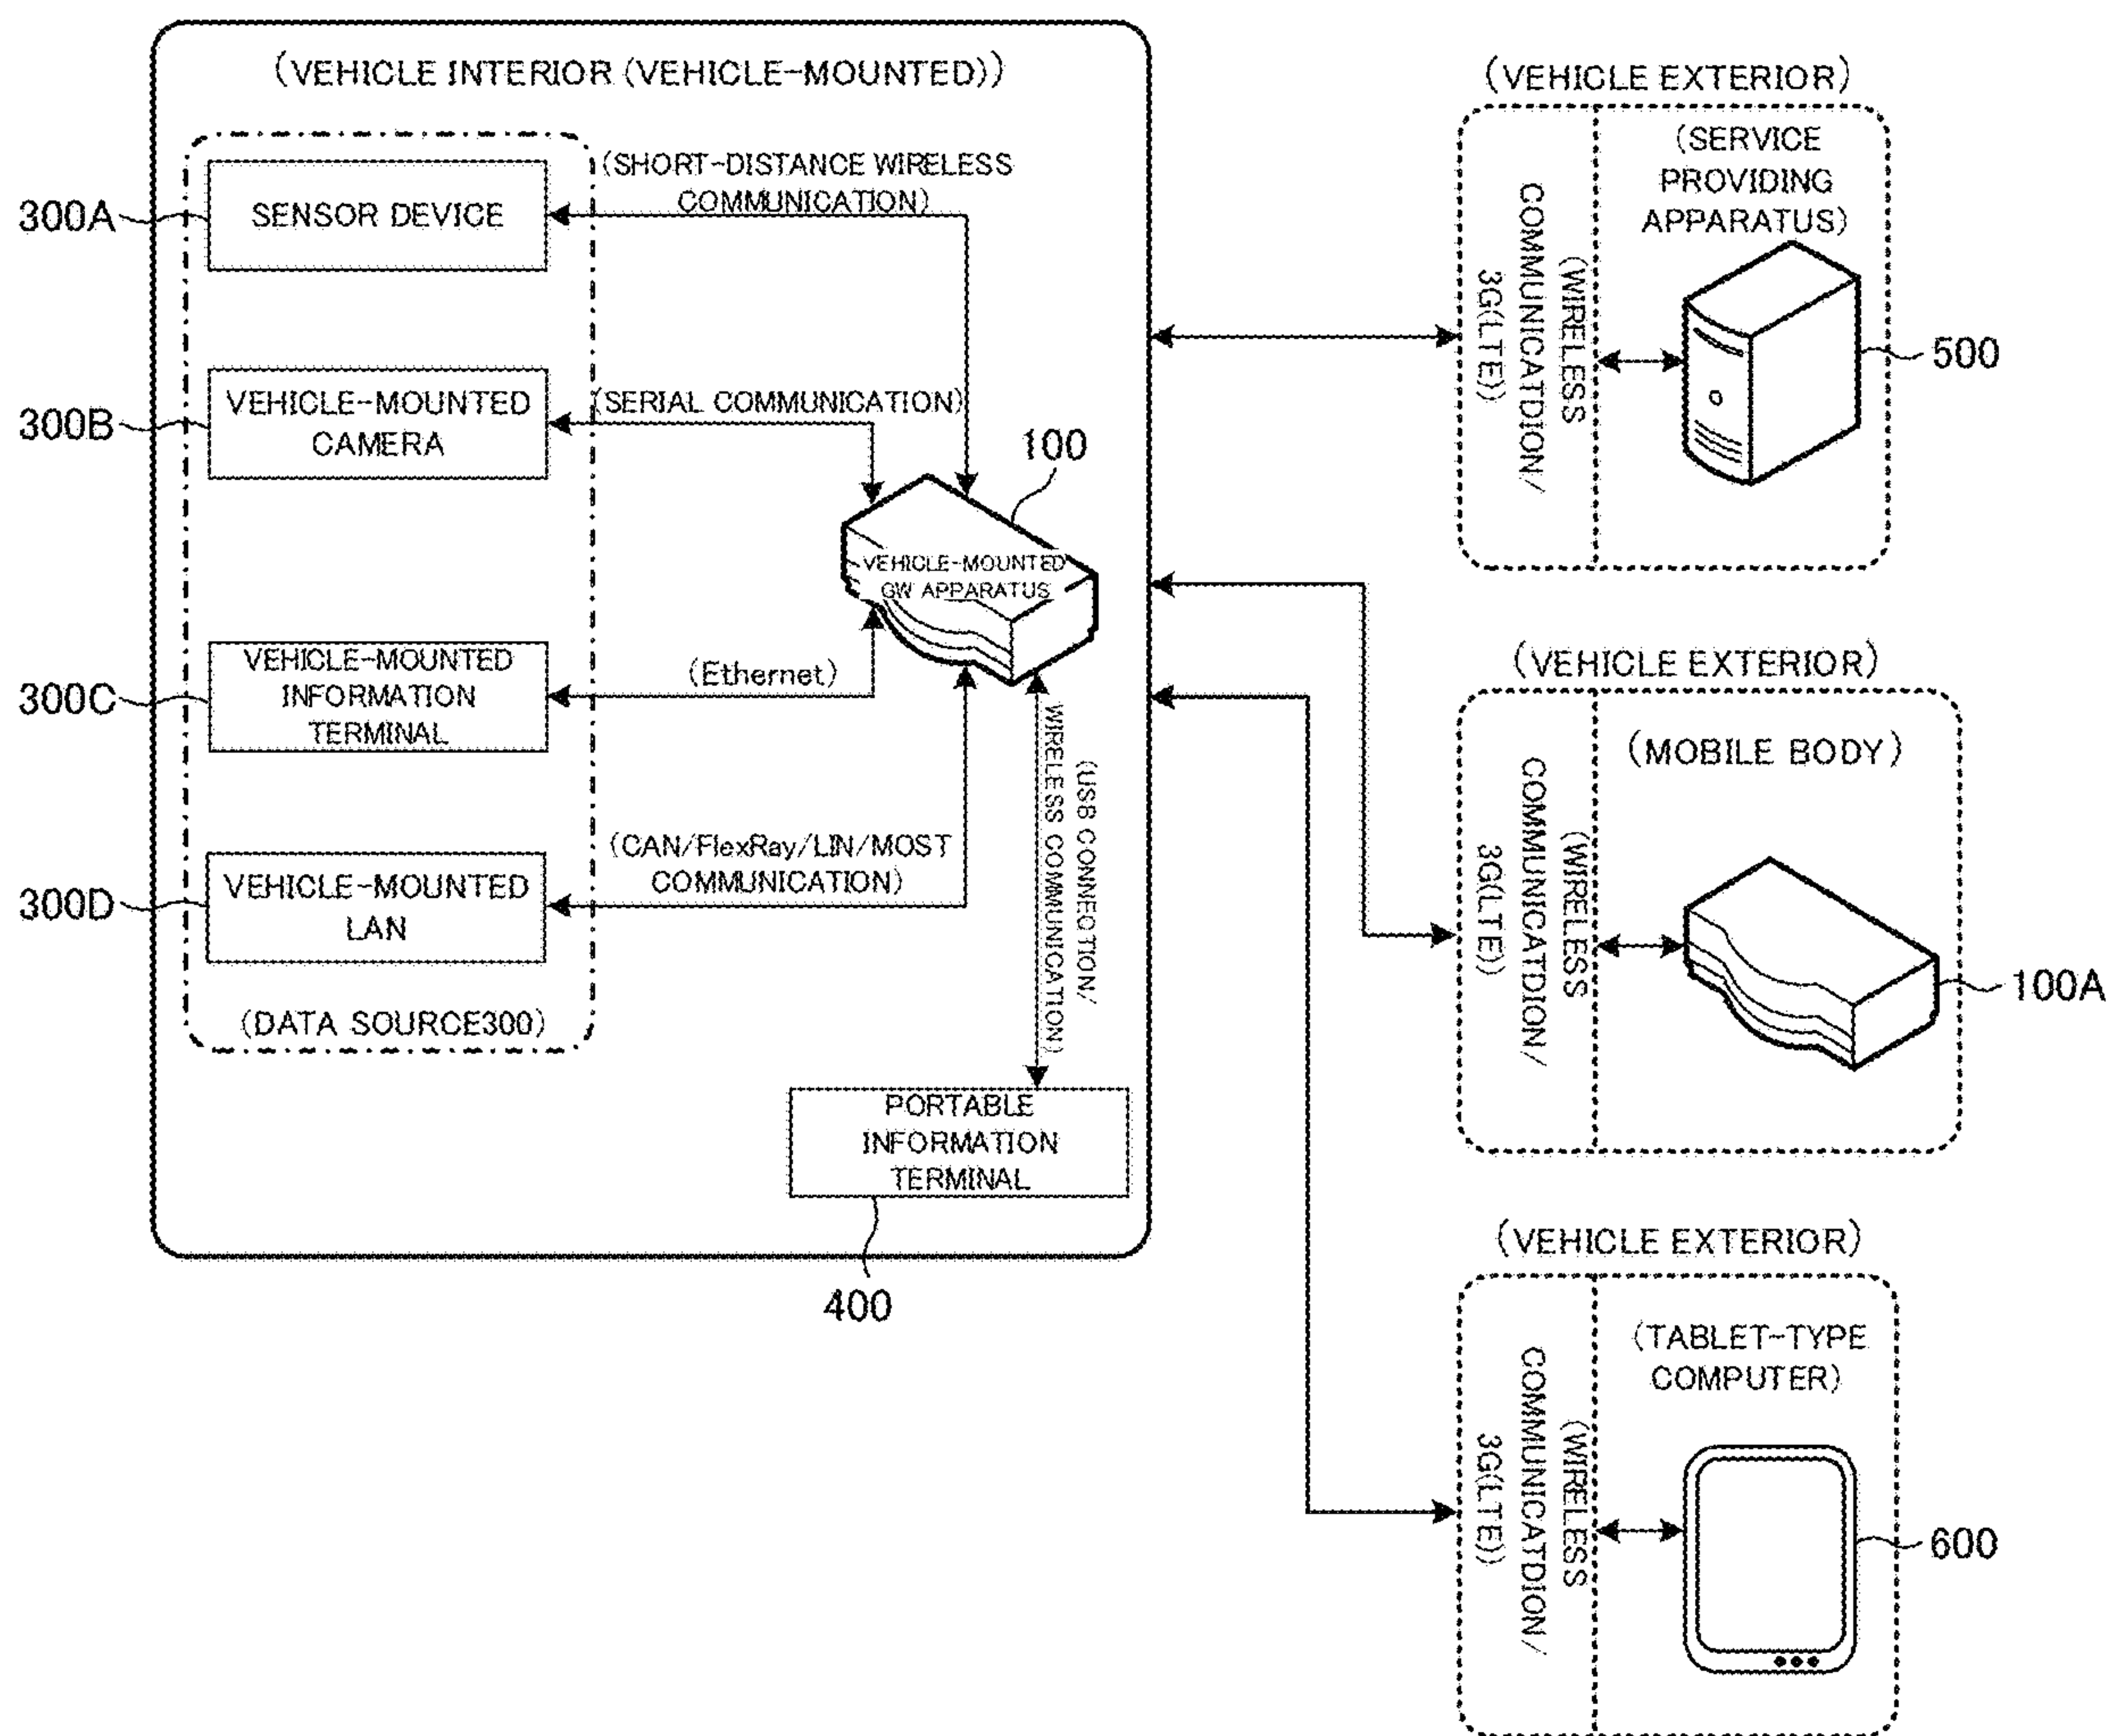 (VEHICLE INTERIOR (VEHICLE-MOUNTED))
300A
SENSOR DEVICE
(SHORT-DISTANCE WIRELESS
COMMUNICATION)
300B
VEHICLE-MOUNTED
CAMERA
(SERIAL COMMUNICATION)
100
VEHICLE-MOUNTED
GW APPARATUS
300C
VEHICLE-MOUNTED
INFORMATION
TERMINAL
(Ethernet)
300D
VEHICLE-MOUNTED
LAN
(CAN/FlexRay/LIN/MOST
COMMUNICATION)
(DATA SOURCE300)
(USB CONNECTION/
WIRELESS COMMUNICATION)
PORTABLE
INFORMATION
TERMINAL
400
(VEHICLE EXTERIOR)
(WIRELESS
COMMUNICATDION/
3G(LTE))
(SERVICE
PROVIDING
APPARATUS)
500
(VEHICLE EXTERIOR)
(WIRELESS
COMMUNICATDION/
3G(LTE))
(MOBILE BODY)
100A
(VEHICLE EXTERIOR)
(WIRELESS
COMMUNICATDION/
3G(LTE))
(TABLET-TYPE
COMPUTER)
600